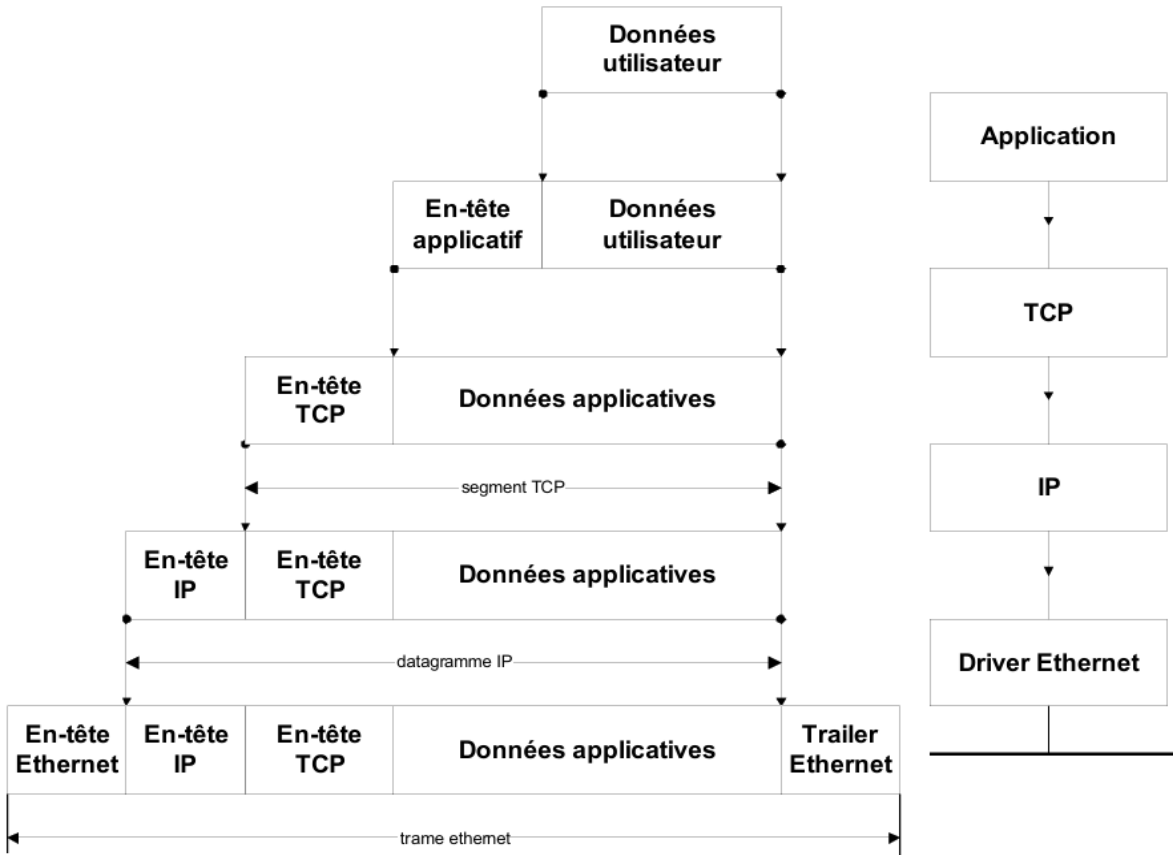 Données
utilisateur
Application
En-tête
applicatif
Données
utilisateur
TCP
En-tête
TCP
Données applicatives
segment TCP
IP
En-tête
IP
En-tête
TCP
Données applicatives
datagramme IP
Driver Ethernet
En-tête
Ethernet
En-tête
IP
En-tête
TCP
Données applicatives
Trailer
Ethernet
trame ethernet